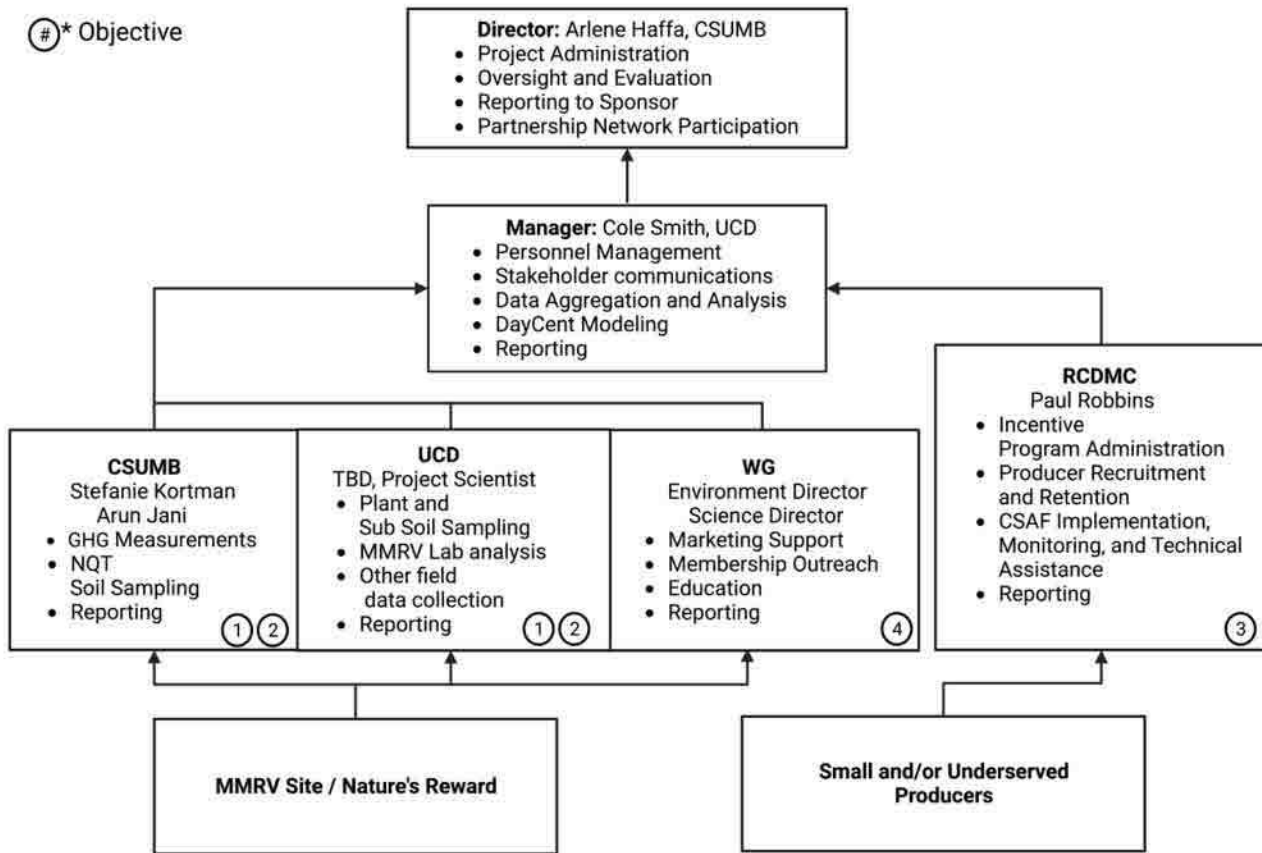 #* Objective
Director: Arlene Haffa, CSUMB
• Project Administration
• Oversight and Evaluation
• Reporting to Sponsor
• Partnership Network Participation
Manager: Cole Smith, UCD
• Personnel Management
• Stakeholder communications
• Data Aggregation and Analysis
• DayCent Modeling
• Reporting
CSUMB
Stefanie Kortman
Arun Jani
• GHG Measurements
• NQT
Soil Sampling
• Reporting
1 2
UCD
TBD, Project Scientist
• Plant and
Sub Soil Sampling
• MMRV Lab analysis
• Other field
data collection
• Reporting
1 2
WG
Environment Director
Science Director
• Marketing Support
• Membership Outreach
• Education
• Reporting
4
RCDMC
Paul Robbins
• Incentive
Program Administration
• Producer Recruitment
and Retention
• CSAF Implementation,
Monitoring, and Technical
Assistance
• Reporting
3
MMRV Site / Nature's Reward
Small and/or Underserved
Producers